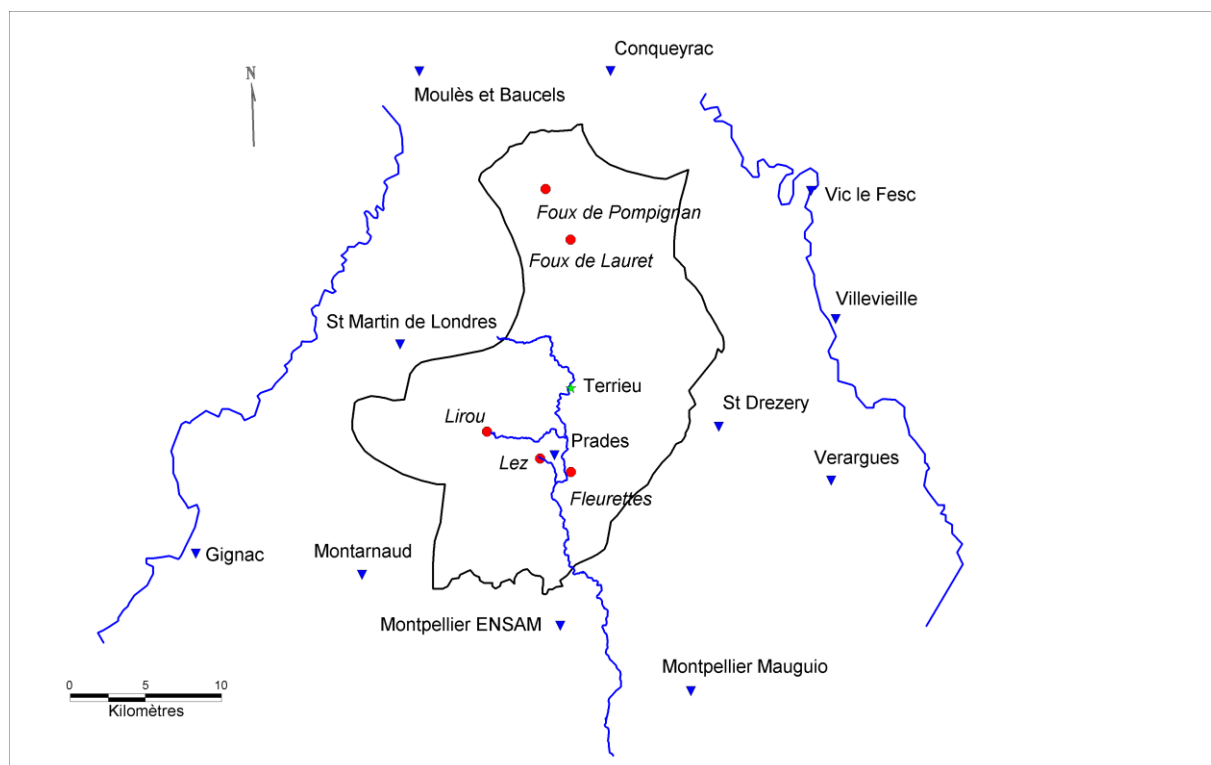 Conqueyrac
N
Moulès et Baucels
Vic le Fesc
Foux de Pompignan
Foux de Lauret
Villevieille
St Martin de Londres
Terrieu
St Drezery
Lirou
Prades
Verargues
Lez
Fleurettes
Gignac
Montarnaud
Montpellier ENSAM
Montpellier Mauguio
0 5 10
Kilomètres